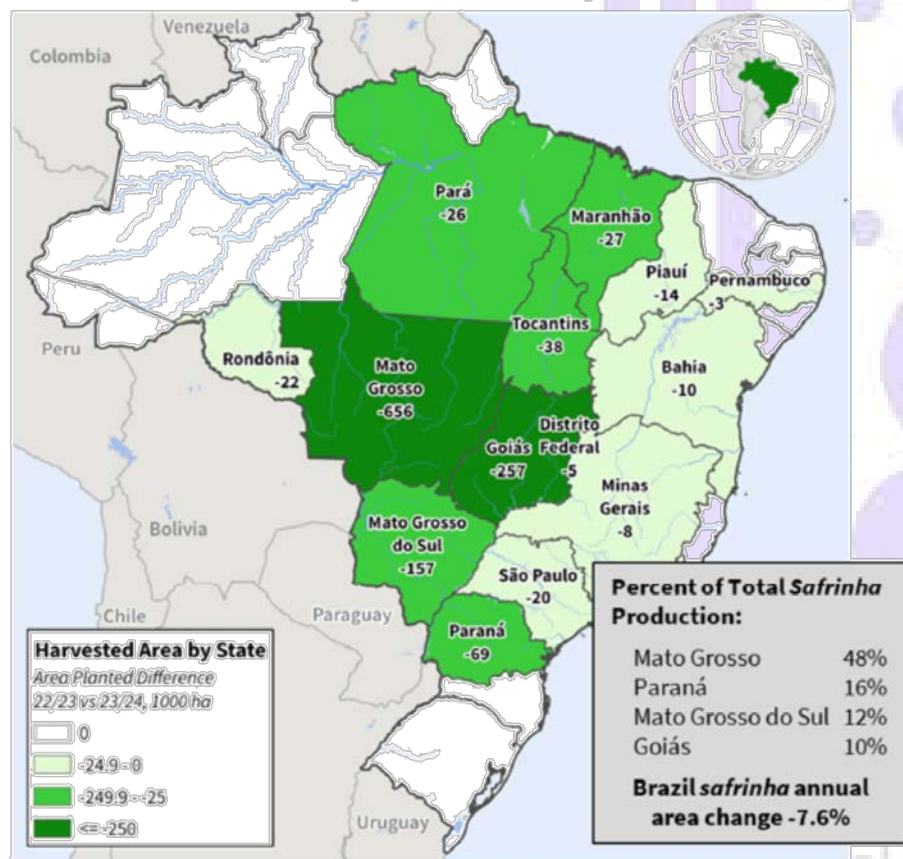 Venezuela
Colombia
Pará
-26
Maranhão
-27
Piauí
-14
Pernambuco
-3
Peru
Rondônia
-22
Tocantins
-38
Mato
Grosso
-656
Bahia
-10
Distrito
Federal
-5
Goiás
-257
Minas
Gerais
-8
Bolivia
Mato Grosso
do Sul
-157
São Paulo
-20
Chile
Paraguay
Paraná
-69
Uruguay
Harvested Area by State
Area Planted Difference
22/23 vs 23/24, 1000 ha
0
-24.9 - 0
-249.9 - -25
<= -250
Percent of Total Safrinha
Production:
Mato Grosso 48%
Paraná 16%
Mato Grosso do Sul 12%
Goiás 10%
Brazil safrinha annual
area change -7.6%